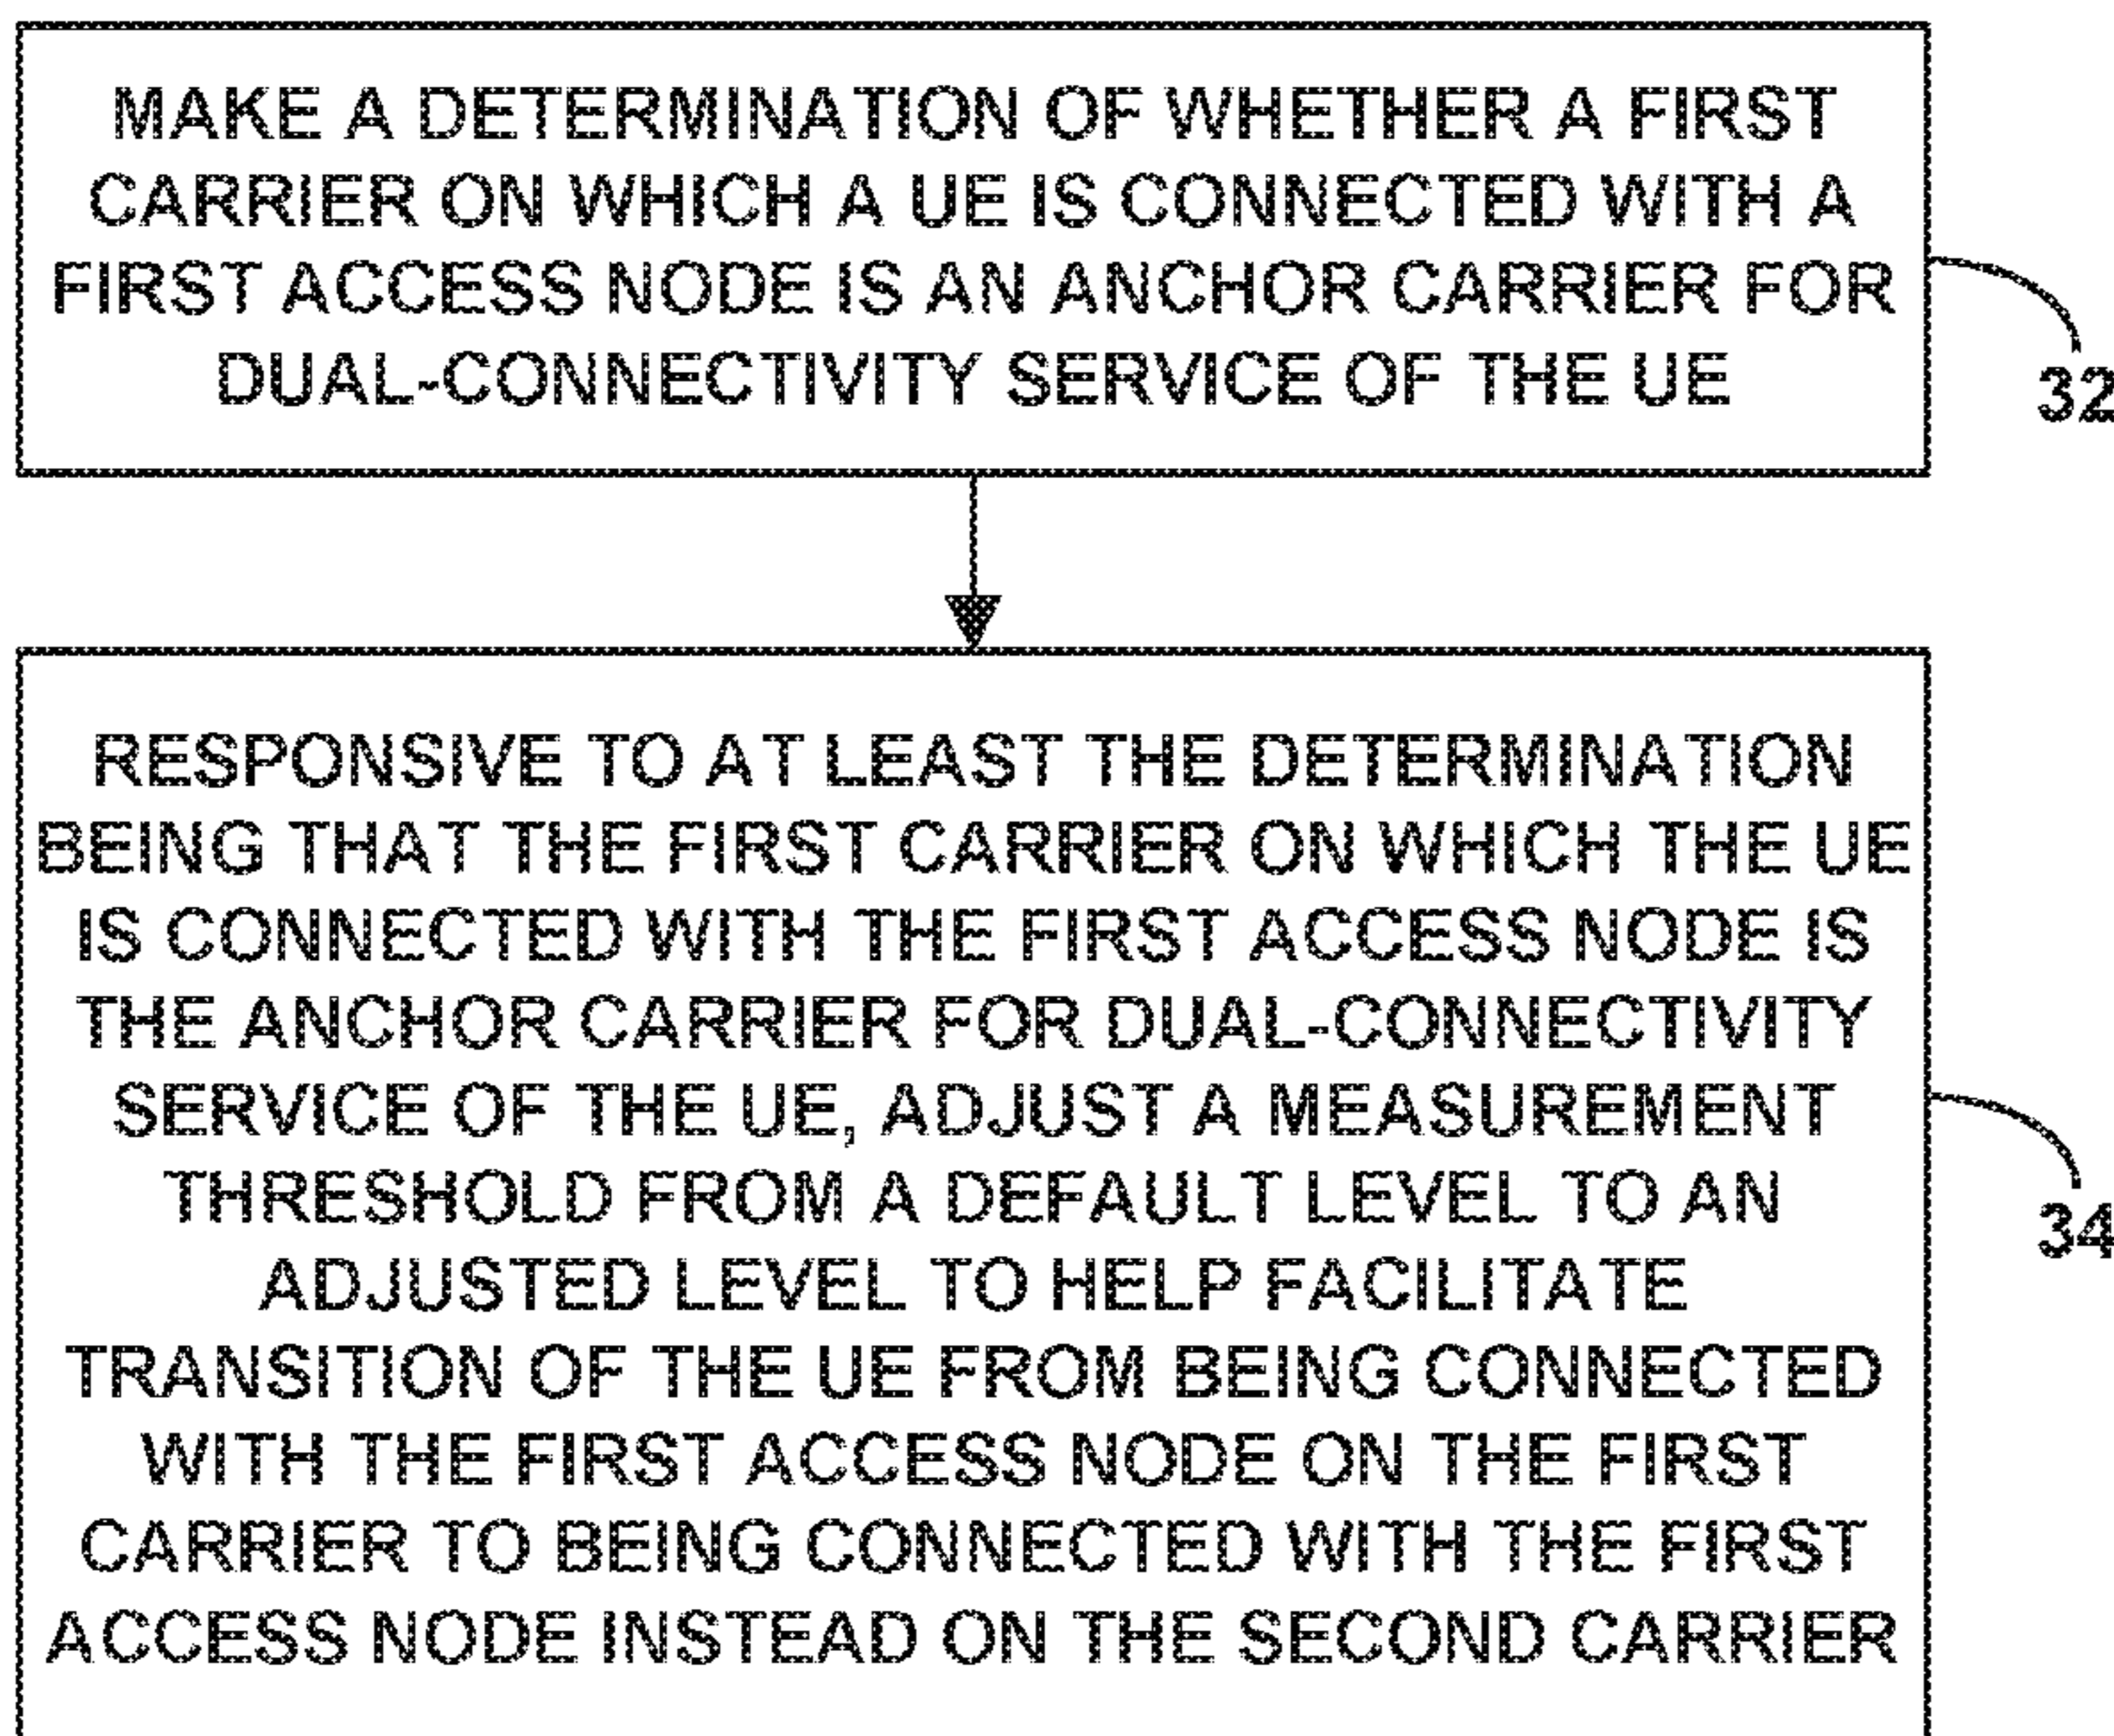 MAKE A DETERMINATION OF WHETHER A FIRST
CARRIER ON WHICH A UE IS CONNECTED WITH A
FIRST ACCESS NODE IS AN ANCHOR CARRIER FOR
DUAL-CONNECTIVITY SERVICE OF THE UE
32
RESPONSIVE TO AT LEAST THE DETERMINATION
BEING THAT THE FIRST CARRIER ON WHICH THE UE
IS CONNECTED WITH THE FIRST ACCESS NODE IS
THE ANCHOR CARRIER FOR DUAL-CONNECTIVITY
SERVICE OF THE UE, ADJUST A MEASUREMENT
THRESHOLD FROM A DEFAULT LEVEL TO AN
ADJUSTED LEVEL TO HELP FACILITATE
TRANSITION OF THE UE FROM BEING CONNECTED
WITH THE FIRST ACCESS NODE ON THE FIRST
CARRIER TO BEING CONNECTED WITH THE FIRST
ACCESS NODE INSTEAD ON THE SECOND CARRIER
34